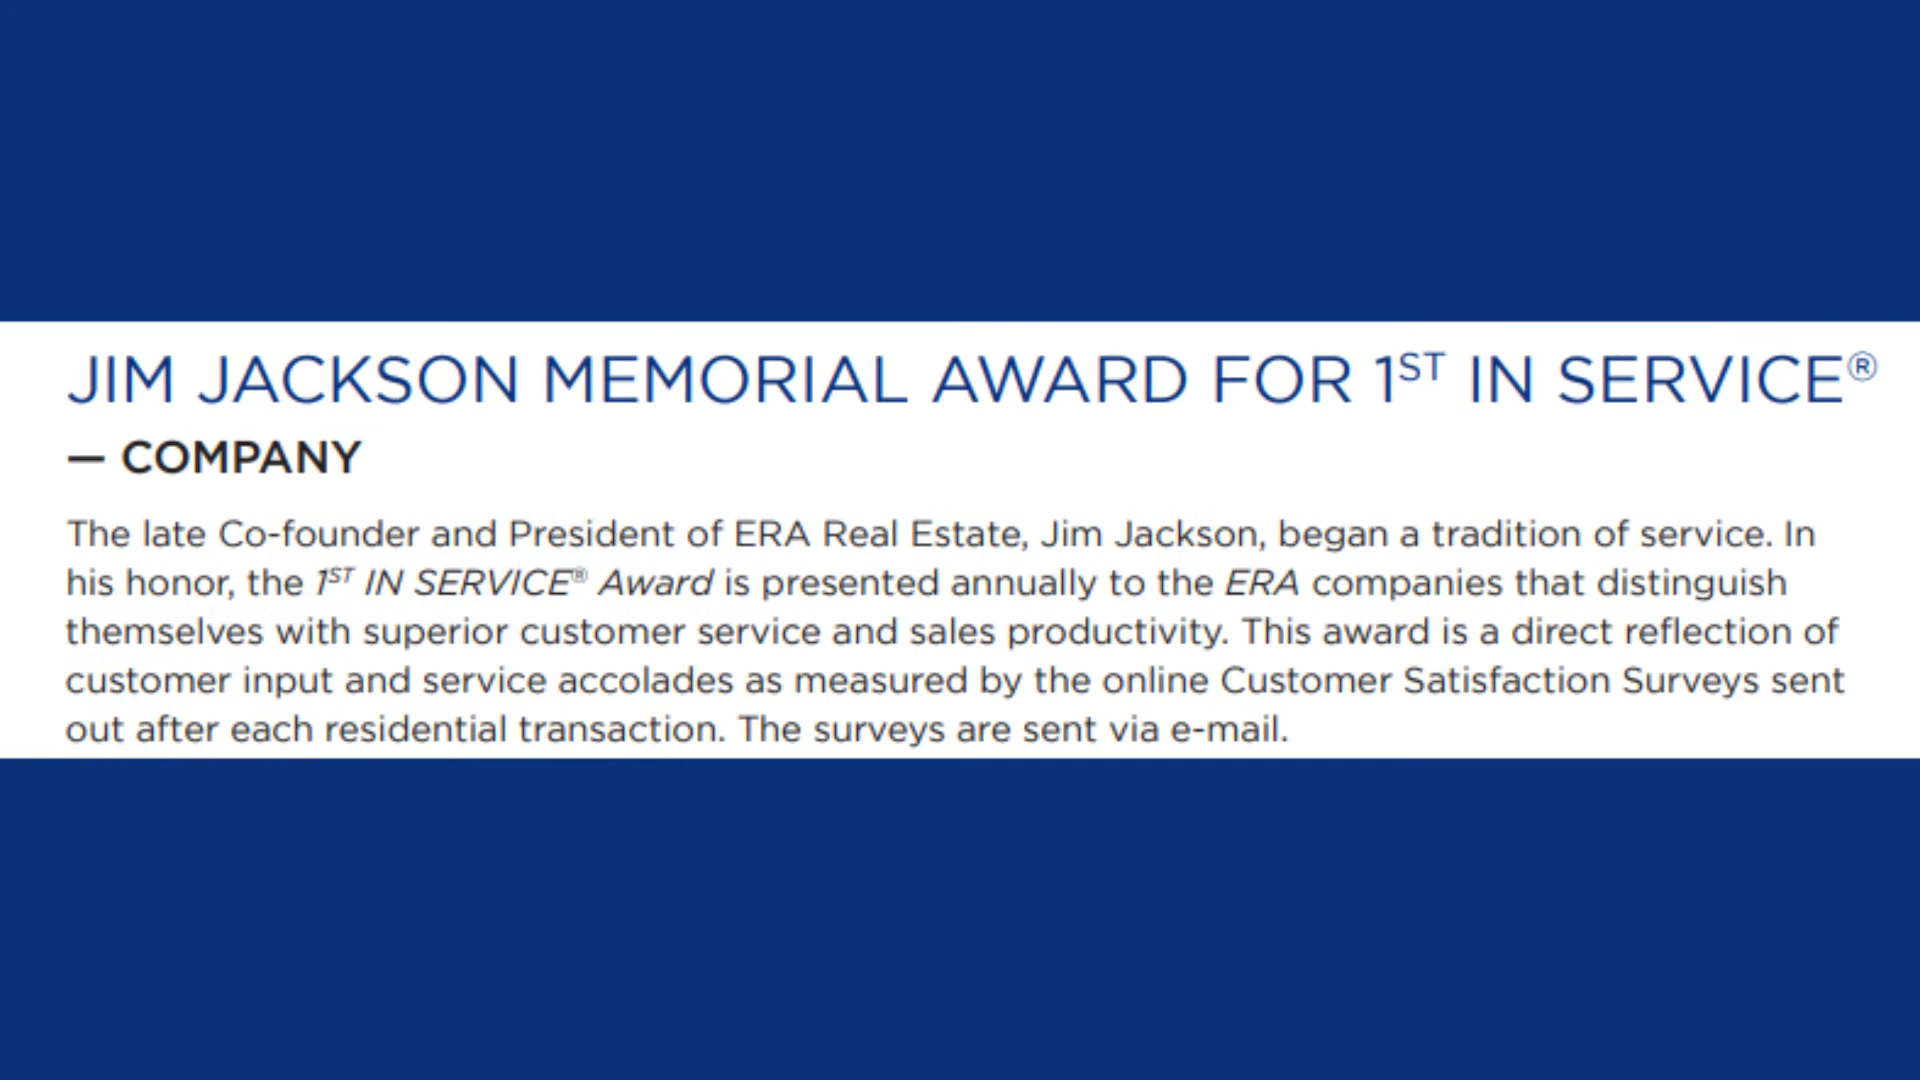 JIM JACKSON MEMORIAL AWARD FOR 1ST IN SERVICE®
— COMPANY
The late Co-founder and President of ERA Real Estate, Jim Jackson, began a tradition of service. In
his honor, the 1ST IN SERVICE® Award is presented annually to the ERA companies that distinguish
themselves with superior customer service and sales productivity. This award is a direct reflection of
customer input and service accolades as measured by the online Customer Satisfaction Surveys sent
out after each residential transaction. The surveys are sent via e-mail.